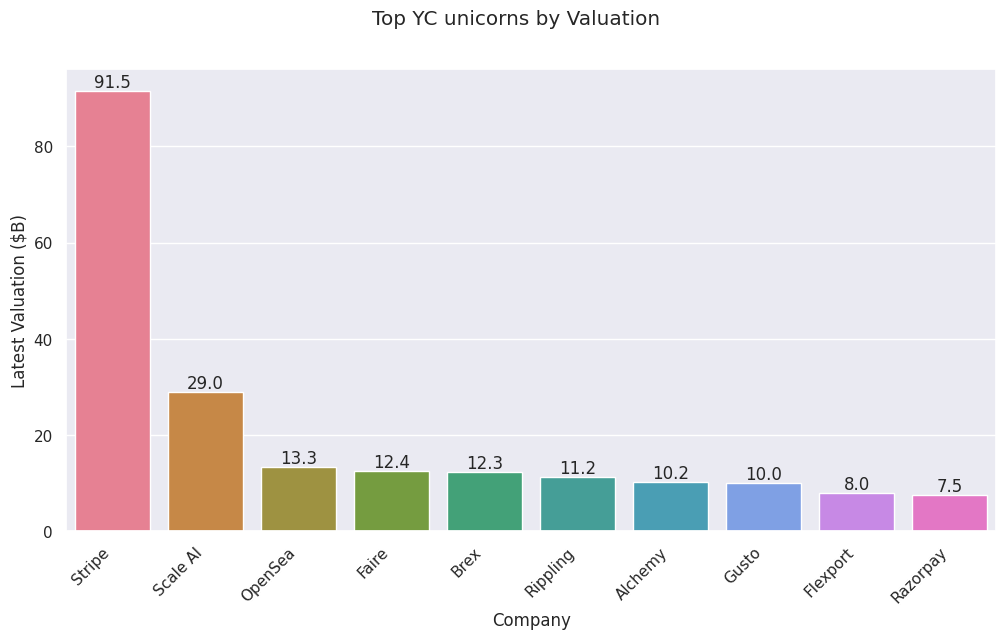 Top YC unicorns by Valuation
Latest Valuation ($B)
80
60
40
20
0
91.5
29.0
13.3
12.4
12.3
11.2
10.2
10.0
8.0
7.5
Stripe
Scale AI
OpenSea
Faire
Brex
Rippling
Alchemy
Gusto
Flexport
Razorpay
Company